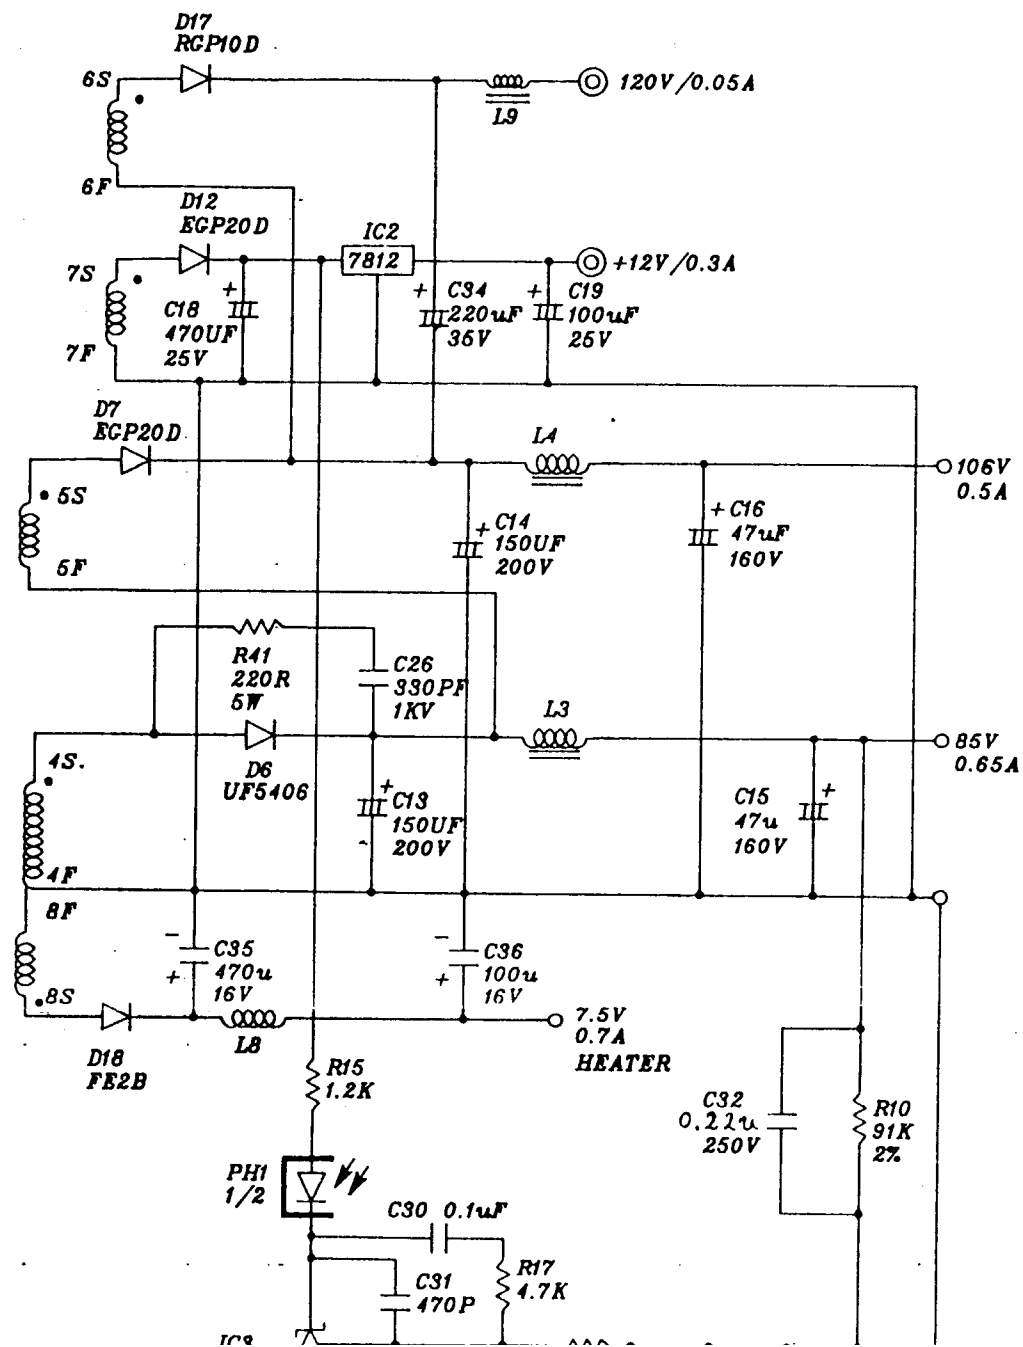 D17
RGP10D
6S
120V/0.05A
L9
6F
D12
EGP20D
IC2
7812
+12V/0.3A
7S
+
C18
470UF
25V
+
C34
220uF
35V
+
C19
100uF
25V
7F
D7
EGP20D
L4
106V
0.5A
5S
5F
+
C14
150UF
200V
+
C16
47uF
160V
R41
220R
5W
C26
330PF
1KV
L3
85V
0.65A
4S.
D6
UF5406
+
C13
150UF
200V
-
C15
47u
160V
+
4F
8F
-
+
C35
470u
16V
-
+
C36
100u
16V
8S
L8
7.5V
0.7A
HEATER
D18
FE2B
R15
1.2K
C32
0.22u
250V
R10
91K
2%
PH1
1/2
C30 0.1uF
C31
470P
R17
4.7K
IC3